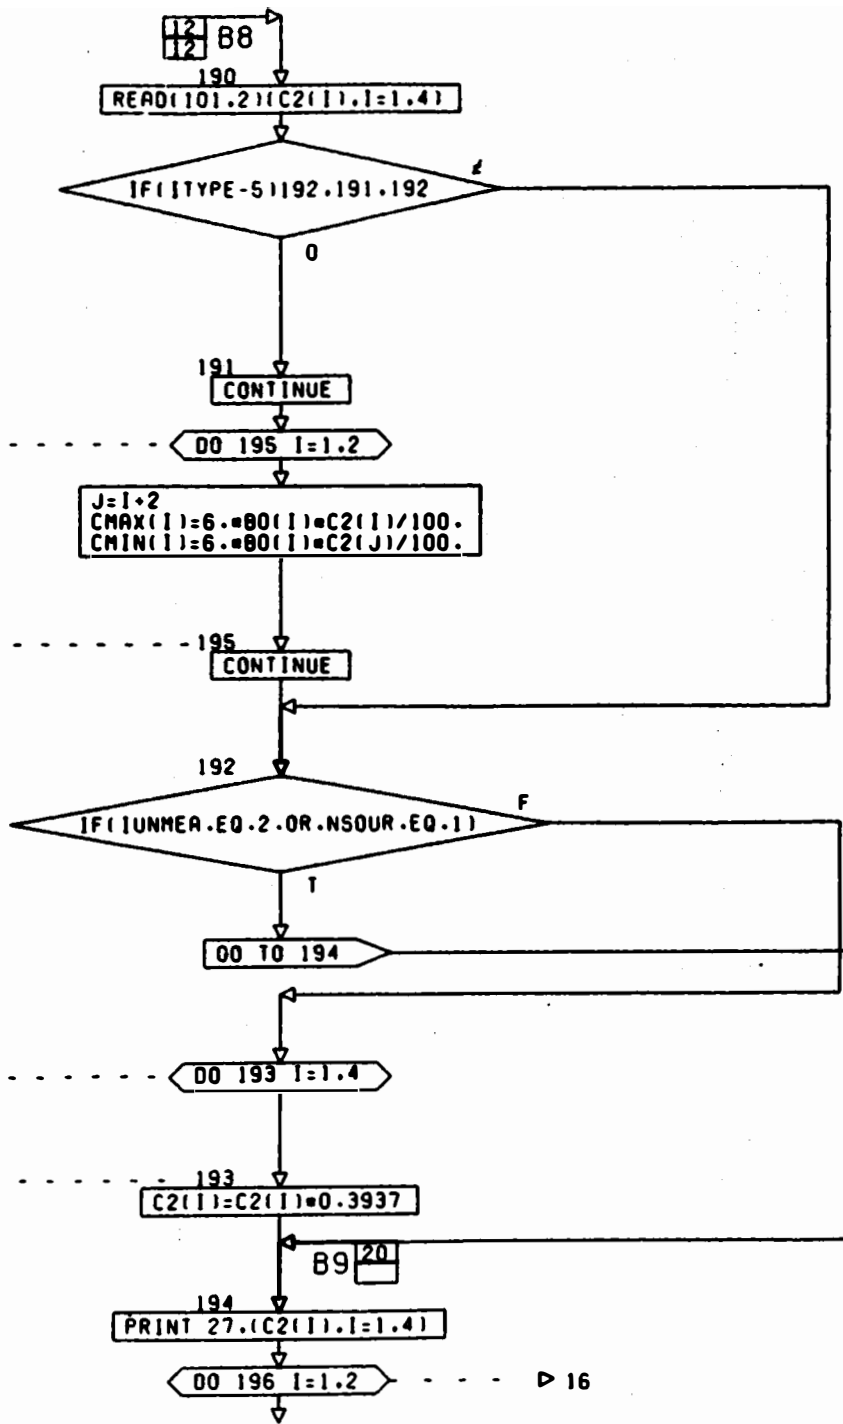 12
12 B8
190
READ(101.2)(C2(I).I=1.4)
≠
IF(ITYPE-5)192.191.192
0
191
CONTINUE
DO 195 I=1.2
J=I+2
CMAX(I)=6.*BO(I)*C2(I)/100.
CMIN(I)=6.*BO(I)*C2(J)/100.
195
CONTINUE
192
F
IF(IUNMEA.EQ.2.OR.NSOUR.EQ.1)
T
GO TO 194
DO 193 I=1.4
193
C2(I)=C2(I)*0.3937
B9 20
194
PRINT 27.(C2(I).I=1.4)
DO 196 I=1.2
16